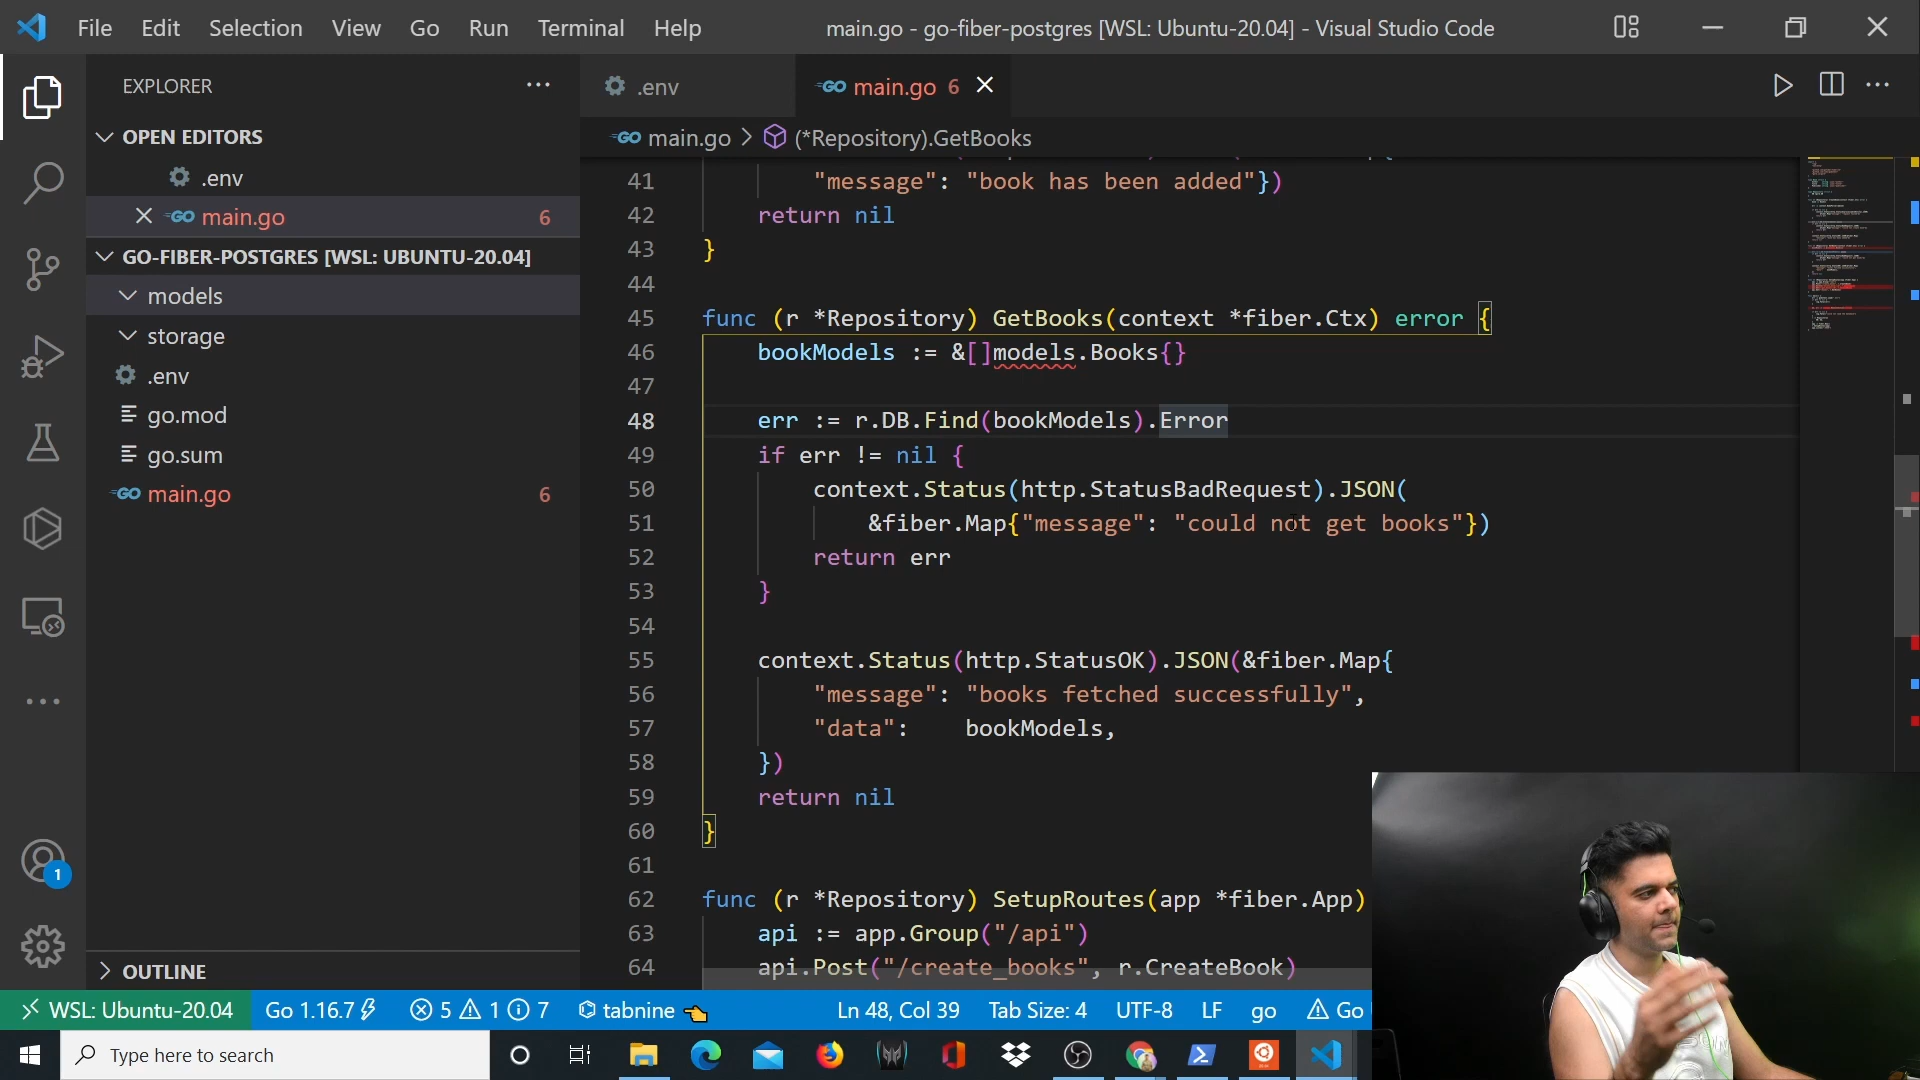 File Edit Selection View Go Run Terminal Help
main.go - go-fiber-postgres [WSL: Ubuntu-20.04] - Visual Studio Code
EXPLORER
OPEN EDITORS
.env
main.go 6
GO-FIBER-POSTGRES [WSL: UBUNTU-20.04]
models
storage
.env
go.mod
go.sum
main.go 6
OUTLINE
1
.env
main.go 6
main.go > (*Repository).GetBooks
41 "message": "book has been added"})
42 return nil
43 }
44
45 func (r *Repository) GetBooks(context *fiber.Ctx) error {
46 bookModels := &[]models.Books{}
47
48 err := r.DB.Find(bookModels).Error
49 if err != nil {
50 context.Status(http.StatusBadRequest).JSON(
51 &fiber.Map{"message": "could not get books"})
52 return err
53 }
54
55 context.Status(http.StatusOK).JSON(&fiber.Map{
56 "message": "books fetched successfully",
57 "data": bookModels,
58 })
59 return nil
60 }
61
62 func (r *Repository) SetupRoutes(app *fiber.App)
63 api := app.Group("/api")
64 api.Post("/create_books", r.CreateBook)
WSL: Ubuntu-20.04 Go 1.16.7 5 1 7 tabnine Ln 48, Col 39 Tab Size: 4 UTF-8 LF go Go
Type here to search